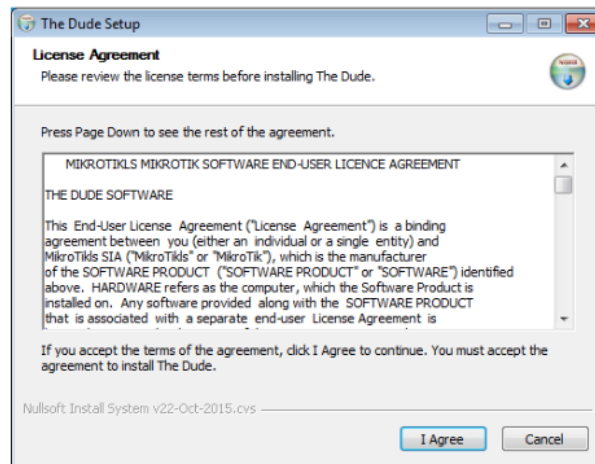 The Dude Setup
License Agreement
Please review the license terms before installing The Dude.
Press Page Down to see the rest of the agreement.
MIKROTIKLS MIKROTIK SOFTWARE END-USER LICENCE AGREEMENT
THE DUDE SOFTWARE
This End-User License Agreement ("License Agreement") is a binding
agreement between you (either an individual or a single entity) and
MikroTikls SIA ("MikroTikls" or "MikroTik"), which is the manufacturer
of the SOFTWARE PRODUCT ("SOFTWARE PRODUCT" or "SOFTWARE") identified
above. HARDWARE refers as the computer, which the Software Product is
installed on. Any software provided along with the SOFTWARE PRODUCT
that is associated with a separate end-user License Agreement is
If you accept the terms of the agreement, click I Agree to continue. You must accept the
agreement to install The Dude.
Nullsoft Install System v22-Oct-2015.cvs
I Agree
Cancel